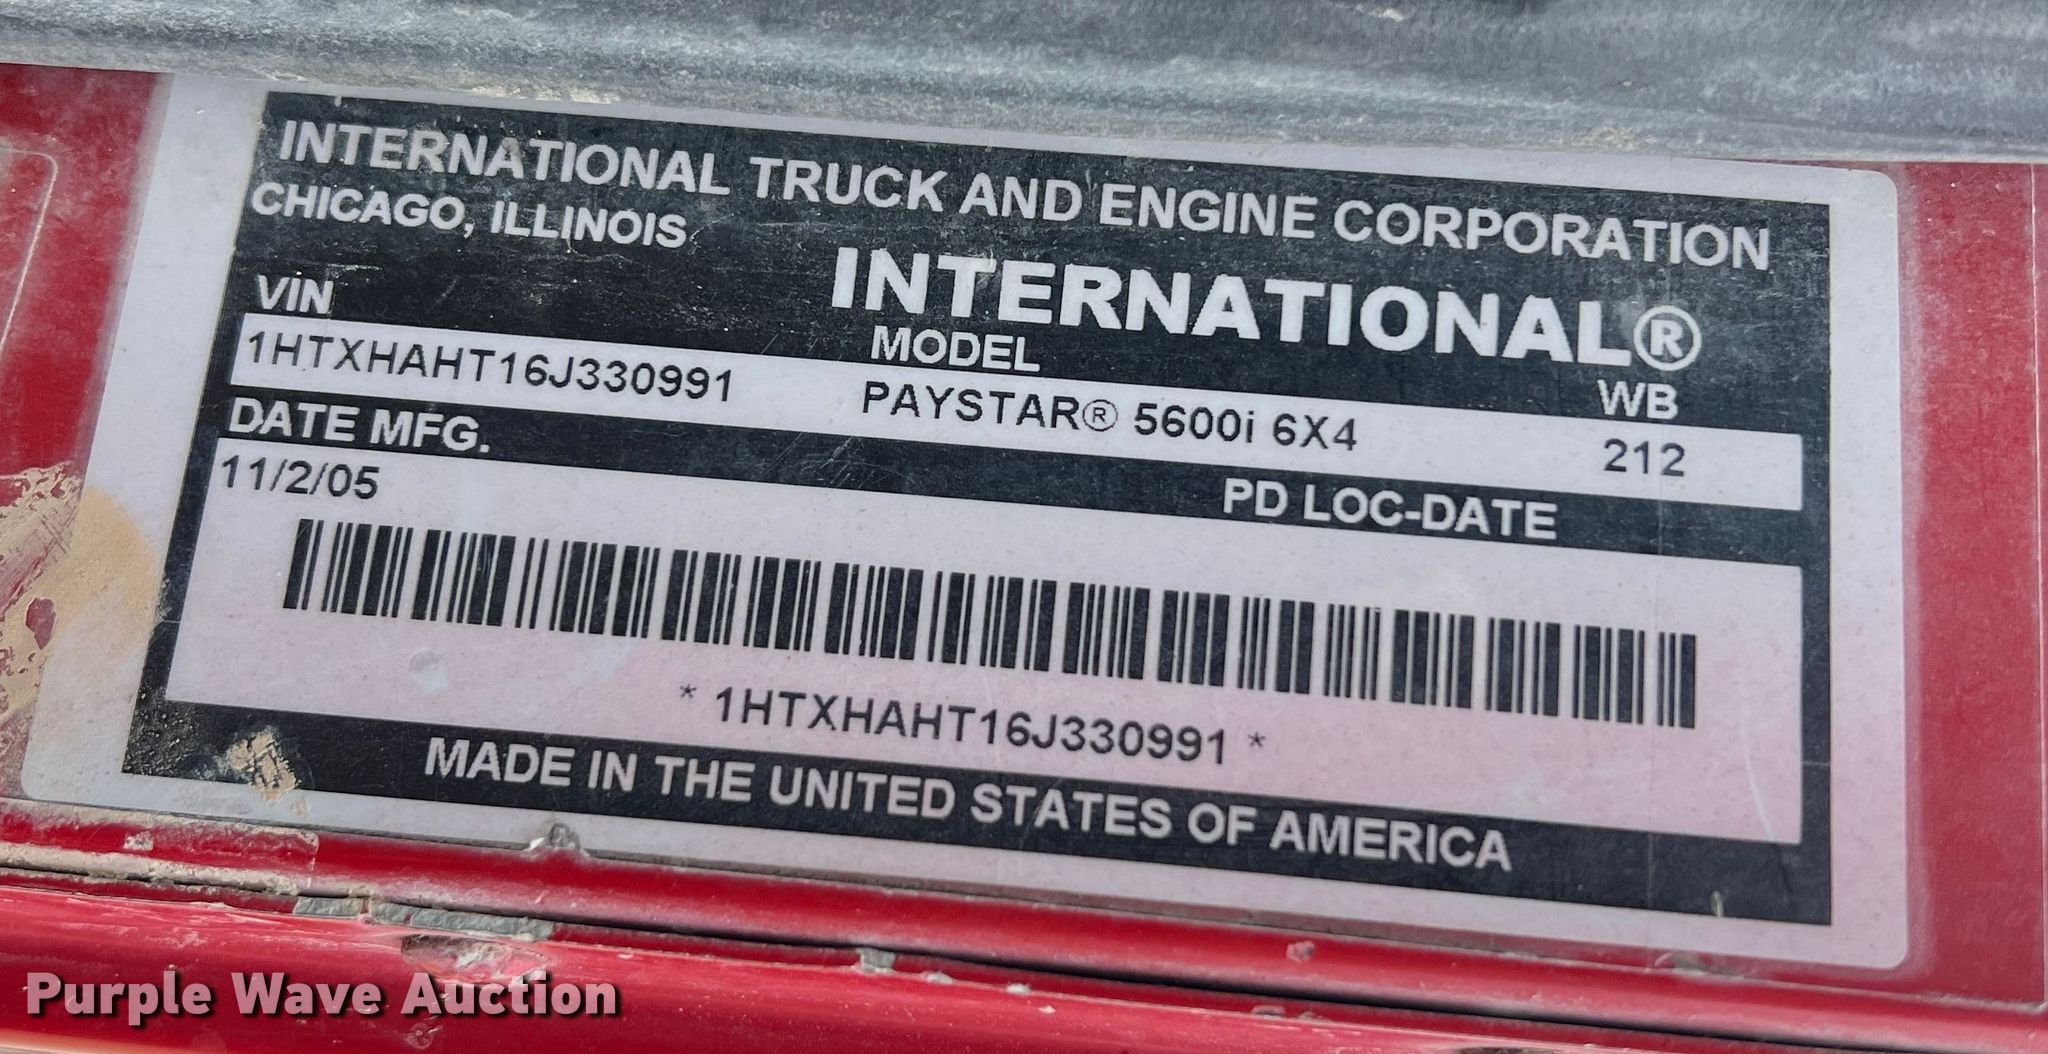 INTERNATIONAL TRUCK AND ENGINE CORPORATION
CHICAGO, ILLINOIS
INTERNATIONAL®
VIN MODEL WB
1HTXHAHT16J330991 PAYSTAR® 5600i 6X4 212
DATE MFG. PD LOC-DATE
11/2/05
* 1HTXHAHT16J330991 *
MADE IN THE UNITED STATES OF AMERICA
Purple Wave Auction